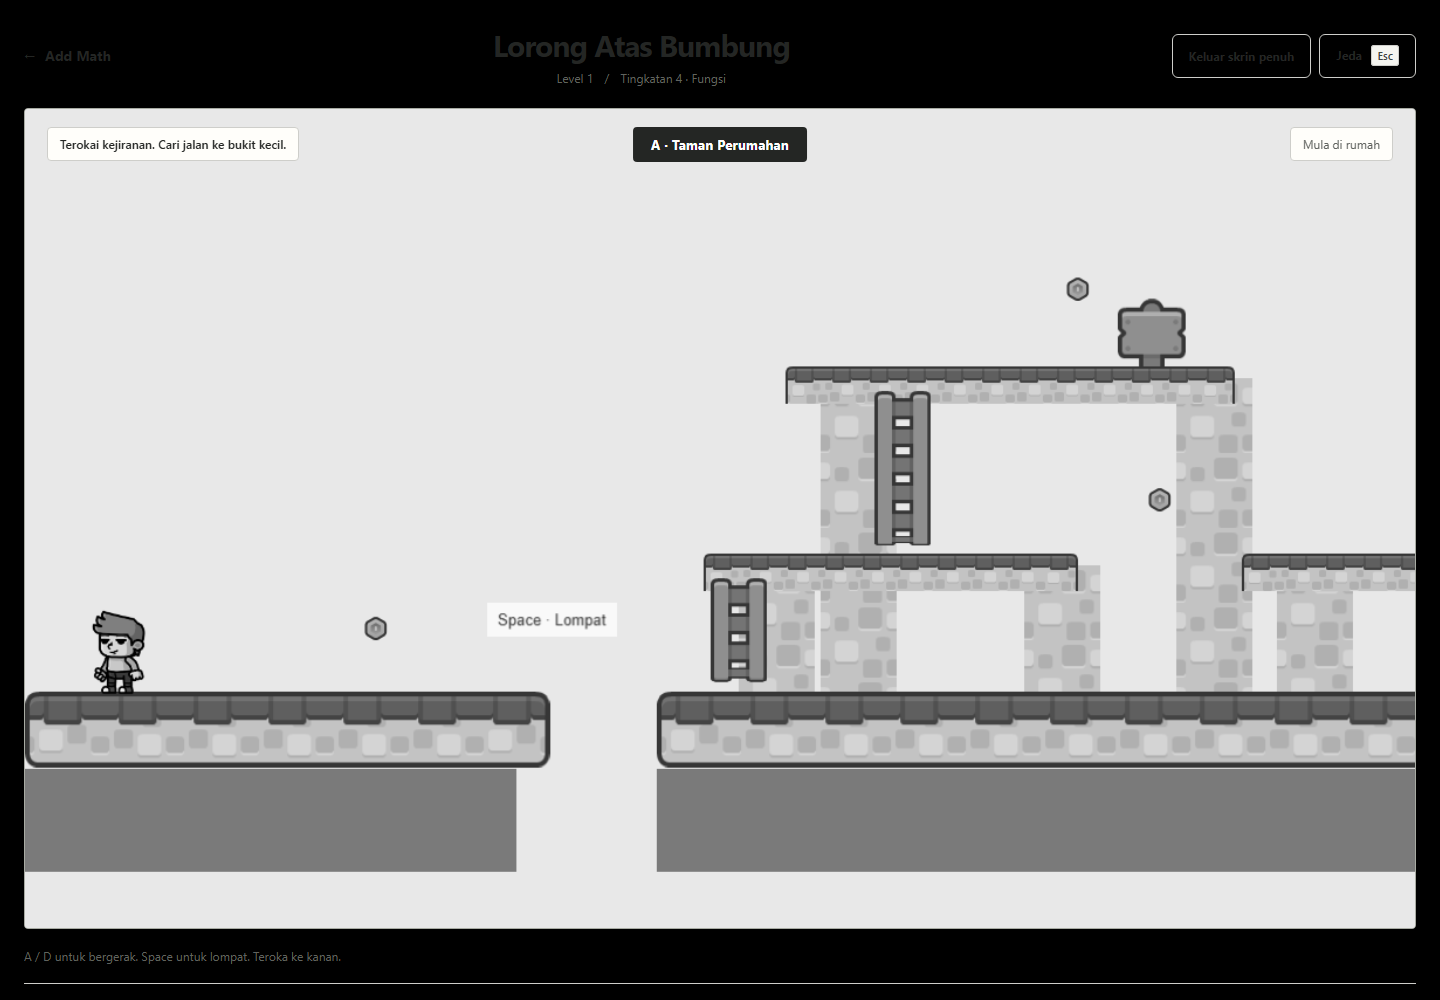 ← Add Math
Lorong Atas Bumbung
Level 1 / Tingkatan 4 · Fungsi
Keluar skrin penuh
Jeda Esc
Terokai kejiranan. Cari jalan ke bukit kecil.
A · Taman Perumahan
Mula di rumah
Space · Lompat
A / D untuk bergerak. Space untuk lompat. Teroka ke kanan.